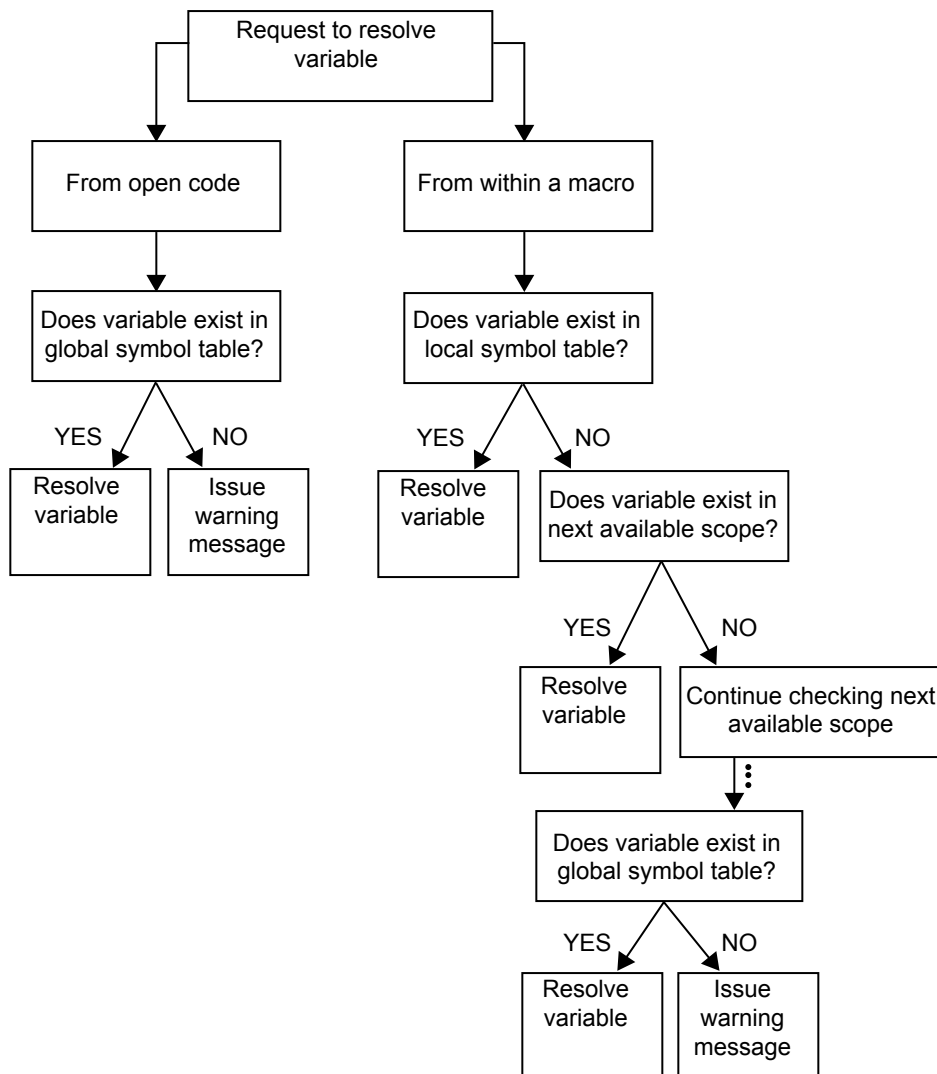 Request to resolve
variable
From open code
From within a macro
Does variable exist in
global symbol table?
Does variable exist in
local symbol table?
YES
NO
YES
NO
Resolve
variable
Issue
warning
message
Resolve
variable
Does variable exist in
next available scope?
YES
NO
Resolve
variable
Continue checking next
available scope
Does variable exist in
global symbol table?
YES
NO
Resolve
variable
Issue
warning
message